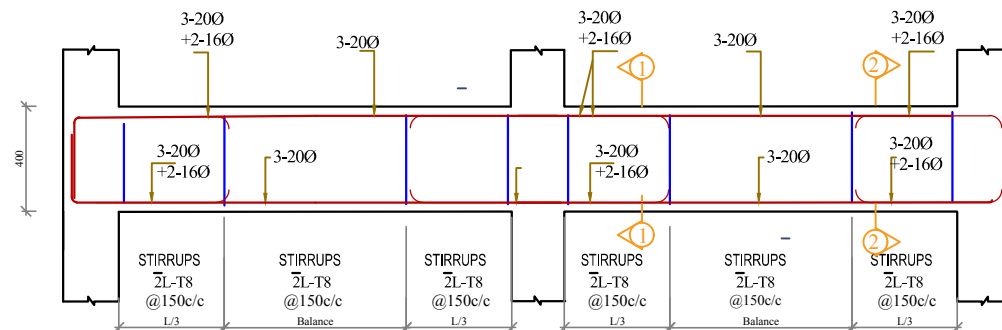 3-20Ø
+2-16Ø
3-20Ø
3-20Ø
+2-16Ø
3-20Ø
3-20Ø
+2-16Ø
1
2
400
3-20Ø
+2-16Ø
3-20Ø
3-20Ø
+2-16Ø
3-20Ø
3-20Ø
+2-16Ø
1
2
STIRRUPS
2L-T8
@150c/c
STIRRUPS
2L-T8
@150c/c
STIRRUPS
2L-T8
@150c/c
STIRRUPS
2L-T8
@150c/c
STIRRUPS
2L-T8
@150c/c
STIRRUPS
2L-T8
@150c/c
L/3
Balance
L/3
L/3
Balance
L/3